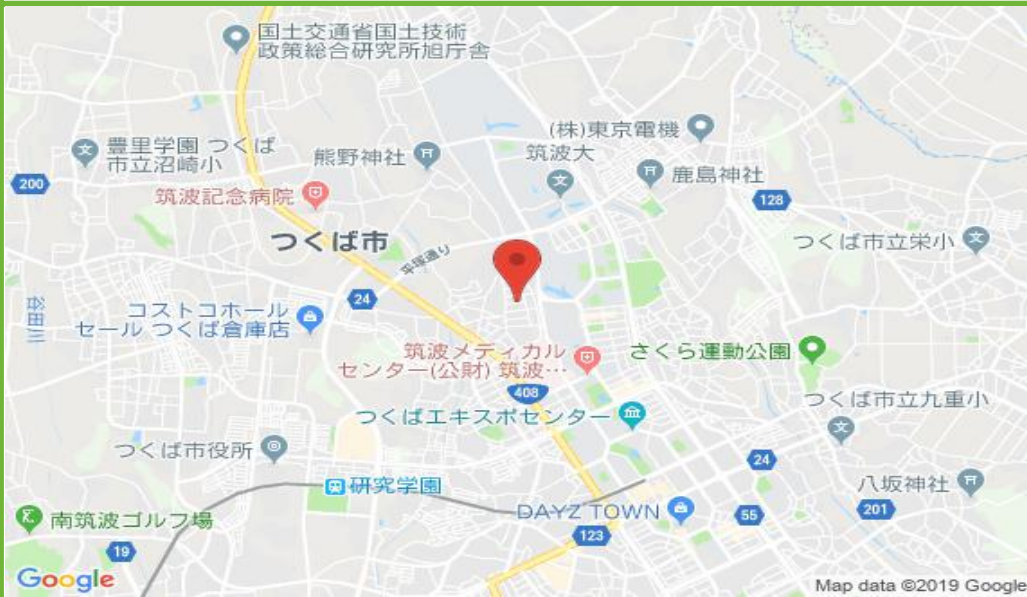 国土交通省国土技術
政策総合研究所旭庁舎
(株)東京電機
豊里学園 つくば
市立沼崎小
熊野神社
筑波大
鹿島神社
200
筑波記念病院
128
つくば市
つくば市立栄小
平塚通り
谷田川
24
コストコホール
セール つくば倉庫店
筑波メディカル
センター(公財) 筑波…
さくら運動公園
408
つくばエキスポセンター
つくば市立九重小
つくば市役所
24
研究学園
八坂神社
DAYZ TOWN
55
201
南筑波ゴルフ場
123
19
Google
Map data ©2019 Google